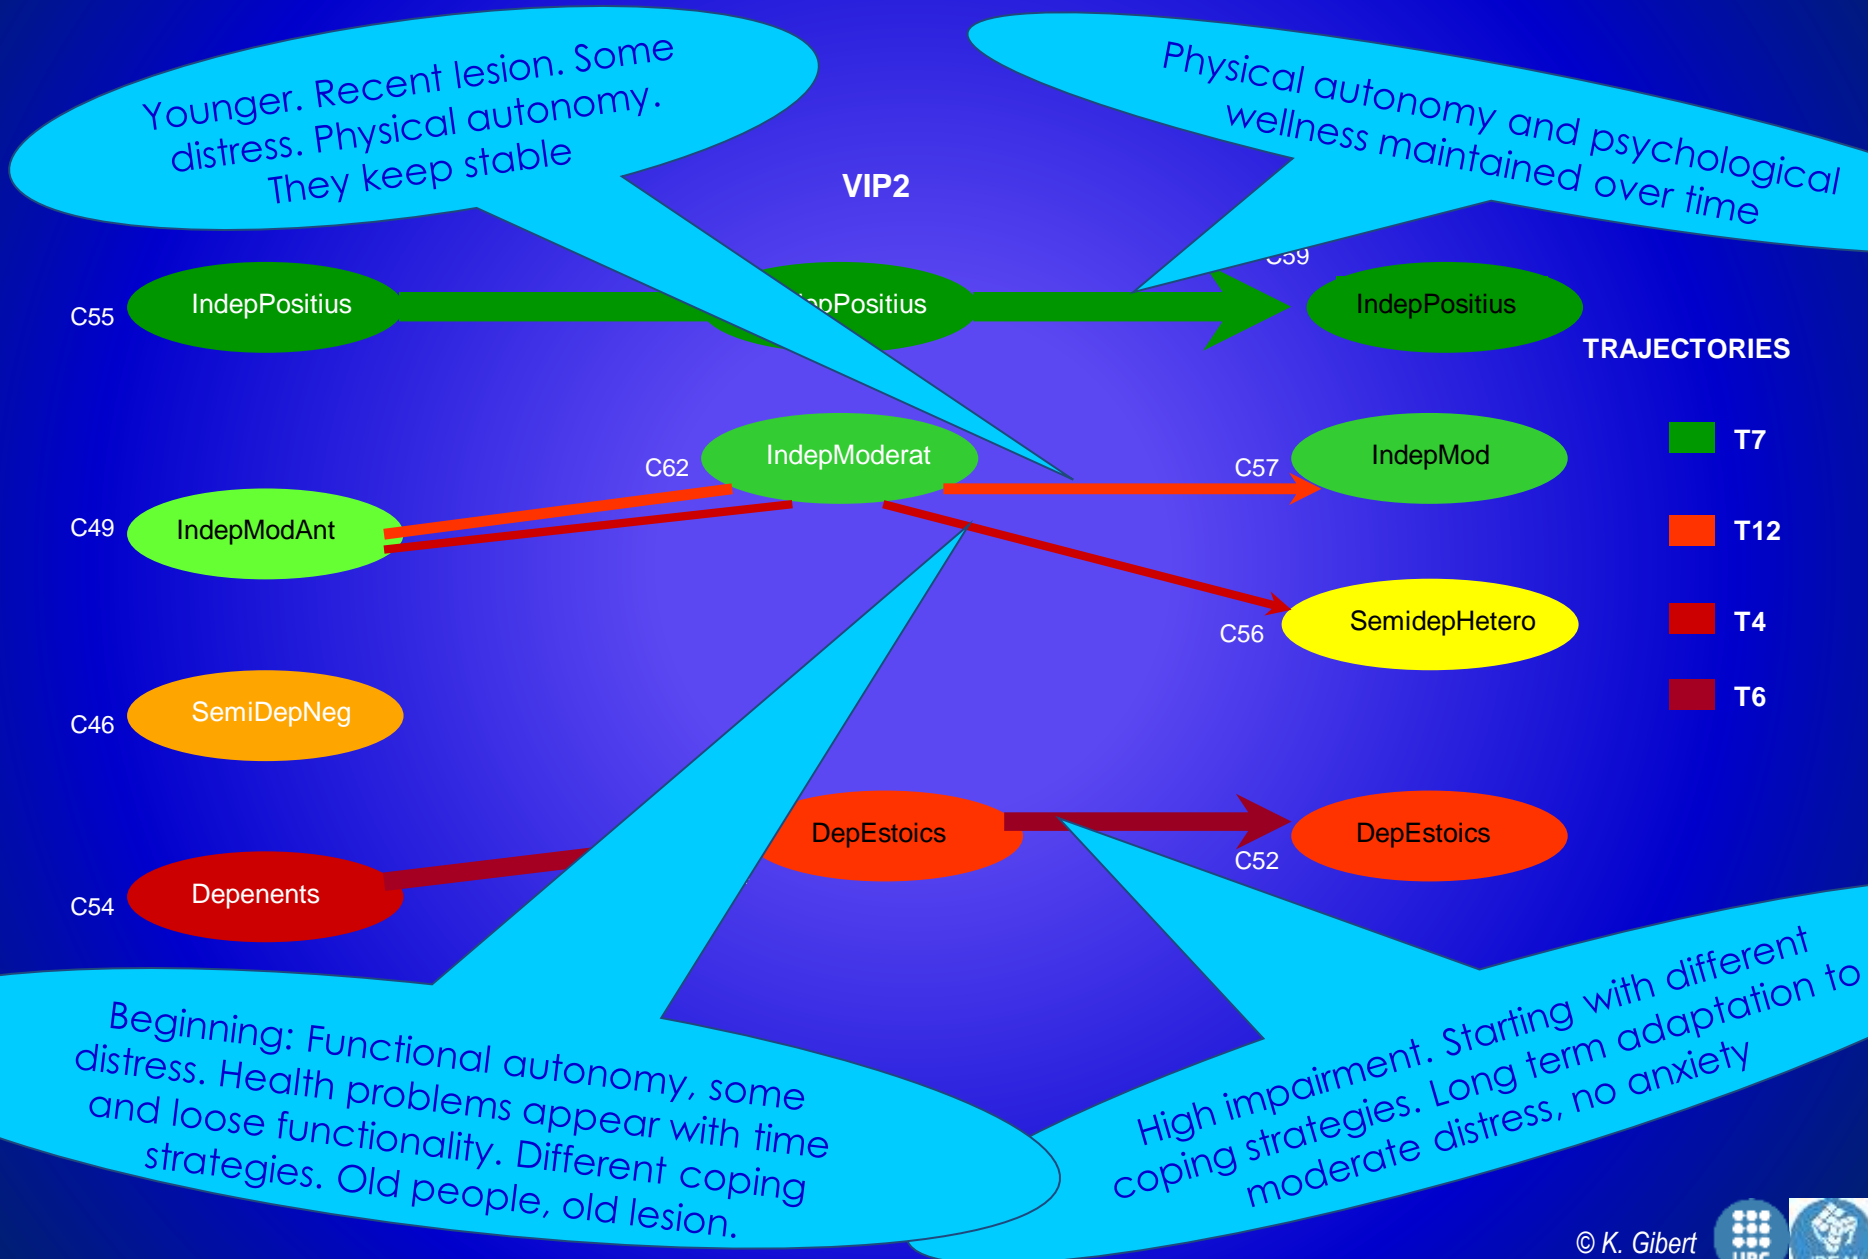 Younger. Recent lesion. Some
distress. Physical autonomy.
They keep stable
Physical autonomy and psychological
wellness maintained over time
VIP2
C59
C55
IndepPositius
Positius
IndepPositius
TRAJECTORIES
T7
C62
IndepModerat
C57
IndepMod
C49
IndepModAnt
T12
C56
SemidepHetero
T4
C46
SemiDepNeg
T6
DepEstoics
C52
DepEstoics
C54
Depenents
Beginning: Functional autonomy, some
distress. Health problems appear with time
and loose functionality. Different coping
strategies. Old people, old lesion.
High impairment. Starting with different
coping strategies. Long term adaptation to
moderate distress, no anxiety
© K. Gibert